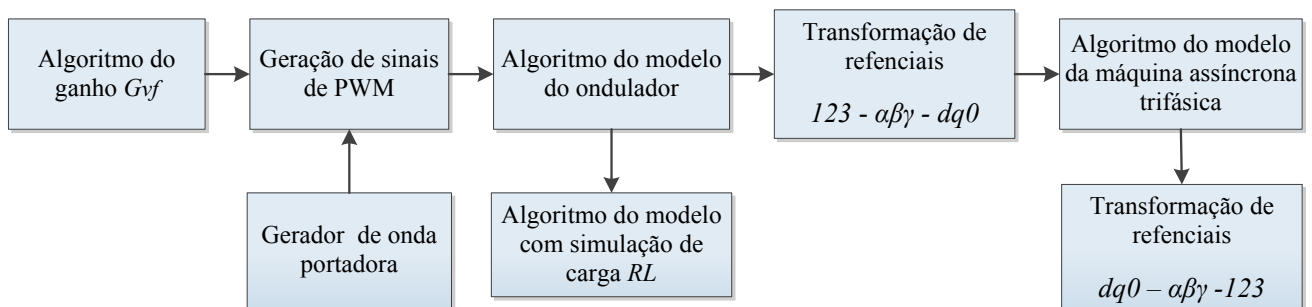 Algoritmo do
ganho Gvf
Geração de sinais
de PWM
Algoritmo do modelo
do ondulador
Transformação de
refenciais
123 - αβγ - dq0
Algoritmo do modelo
da máquina assíncrona
trifásica
Gerador de onda
portadora
Algoritmo do modelo
com simulação de
carga RL
Transformação de
refenciais
dq0 – αβγ -123